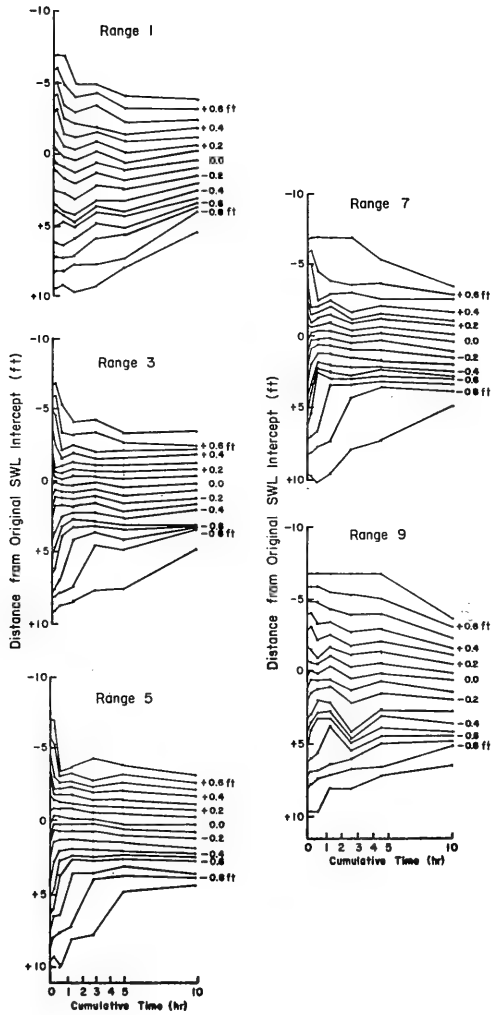 Range 1
-10
-5
0
+5
+10
+0.6 ft
+0.4
+0.2
0.0
-0.2
-0.4
-0.6
-0.8 ft
Range 3
-10
-5
0
+5
+10
+0.6 ft
+0.4
+0.2
0.0
-0.2
-0.4
-0.6
-0.8 ft
Range 5
-10
-5
0
+5
+10
+0.6 ft
+0.4
+0.2
0.0
-0.2
-0.4
-0.6
-0.8 ft
0 1 2 3 4 5 10
Cumulative Time (hr)
Distance from Original SWL Intercept (ft)
Range 7
-10
-5
0
+5
+10
+0.6 ft
+0.4
+0.2
0.0
-0.2
-0.4
-0.6
-0.8 ft
Range 9
-10
-5
0
+5
+10
+0.6 ft
+0.4
+0.2
0.0
-0.2
-0.4
-0.6
-0.8 ft
0 1 2 3 4 5 10
Cumulative Time (hr)
Distance from Original SWL Intercept (ft)